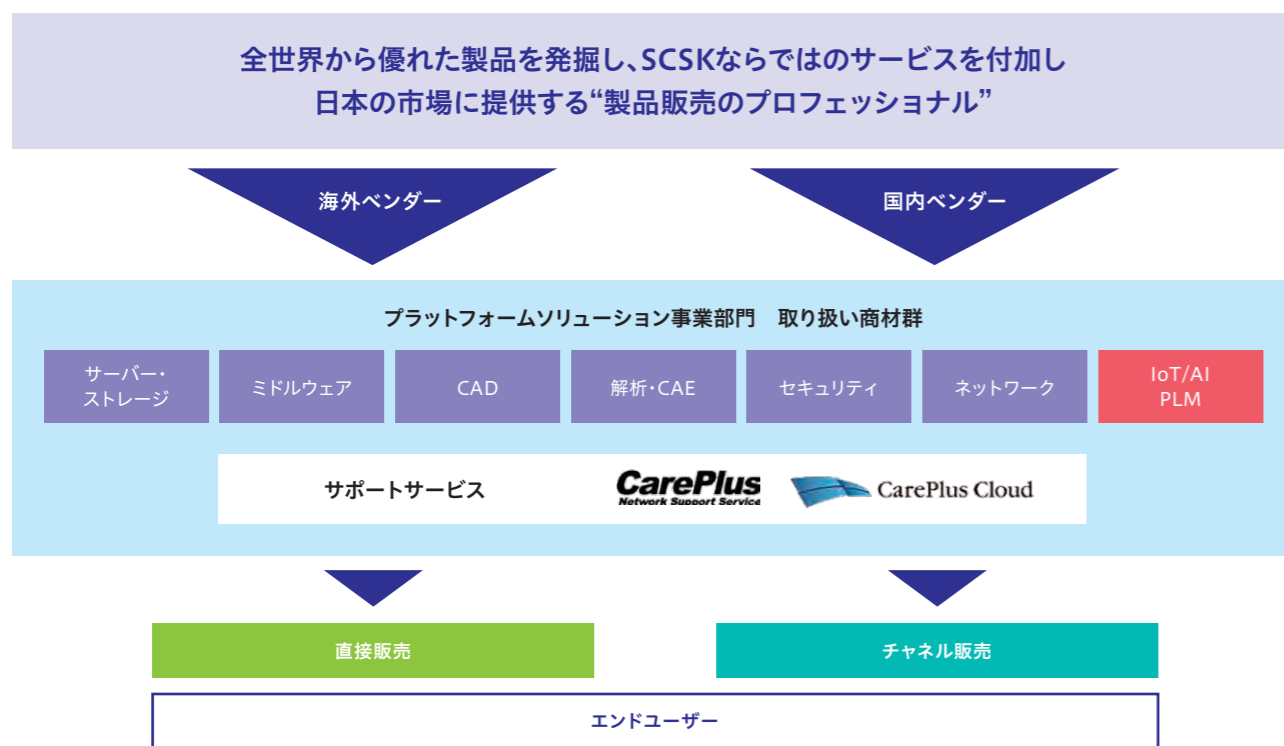 全世界から優れた製品を発掘し、SCSKならではのサービスを付加し
日本の市場に提供する“製品販売のプロフェッショナル”
海外ベンダー
国内ベンダー
プラットフォームソリューション事業部門　取り扱い商材群
サーバー・
ストレージ
ミドルウェア
CAD
解析・CAE
セキュリティ
ネットワーク
IoT/AI
PLM
サポートサービス
CarePlus
Network Support Service
CarePlus Cloud
直接販売
チャネル販売
エンドユーザー